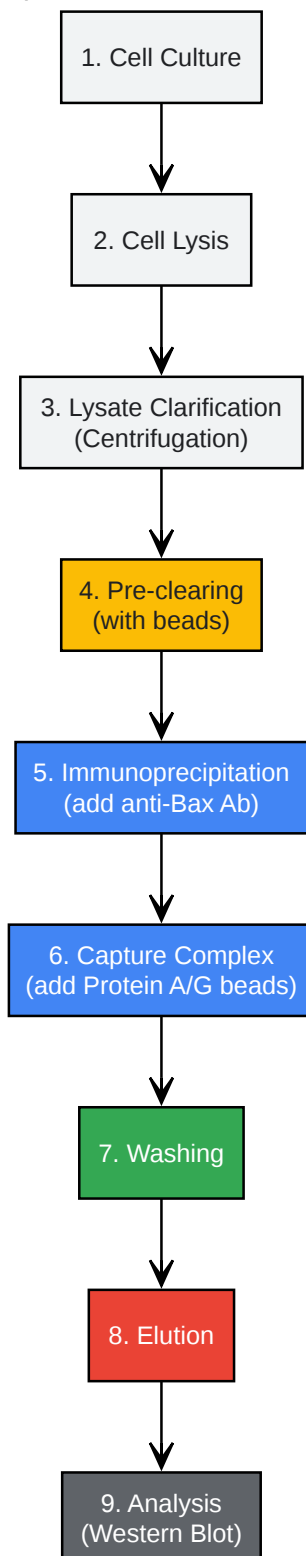 1. Cell Culture
2. Cell Lysis
3. Lysate Clarification
(Centrifugation)
4. Pre-clearing
(with beads)
5. Immunoprecipitation
(add anti-Bax Ab)
6. Capture Complex
(add Protein A/G beads)
7. Washing
8. Elution
9. Analysis
(Western Blot)